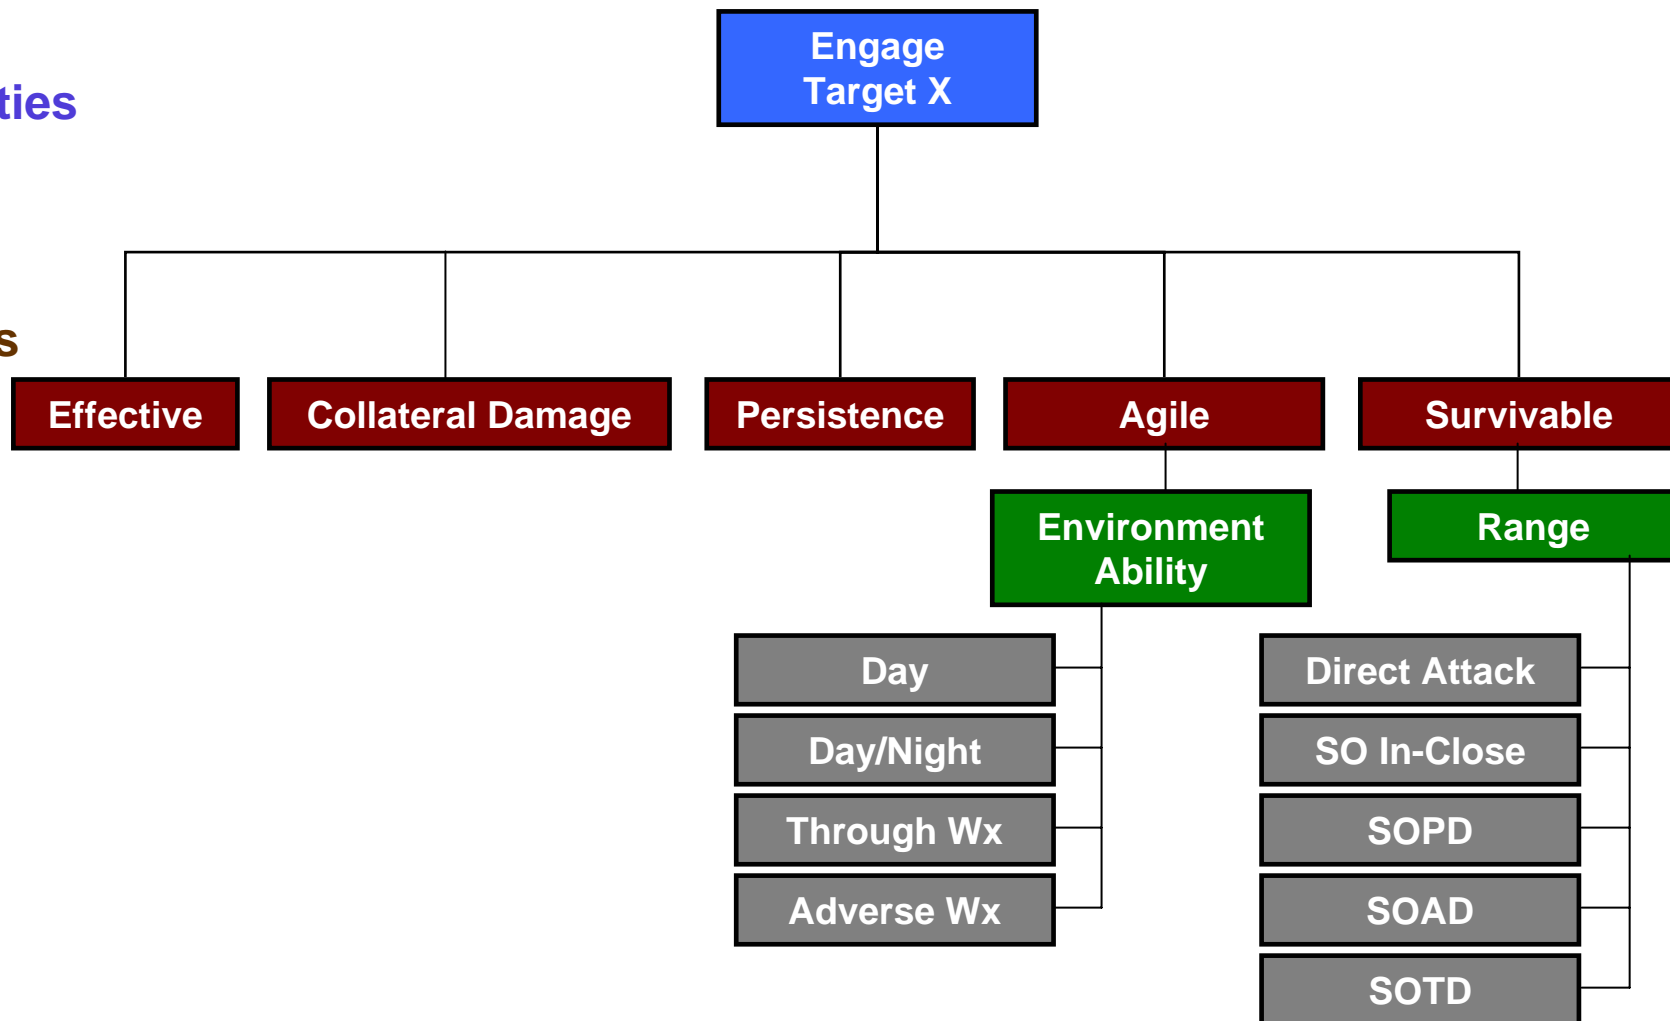 Engage
Target X
ties
s
Effective
Collateral Damage
Persistence
Agile
Survivable
Environment
Ability
Range
Day
Day/Night
Through Wx
Adverse Wx
Direct Attack
SO In-Close
SOPD
SOAD
SOTD